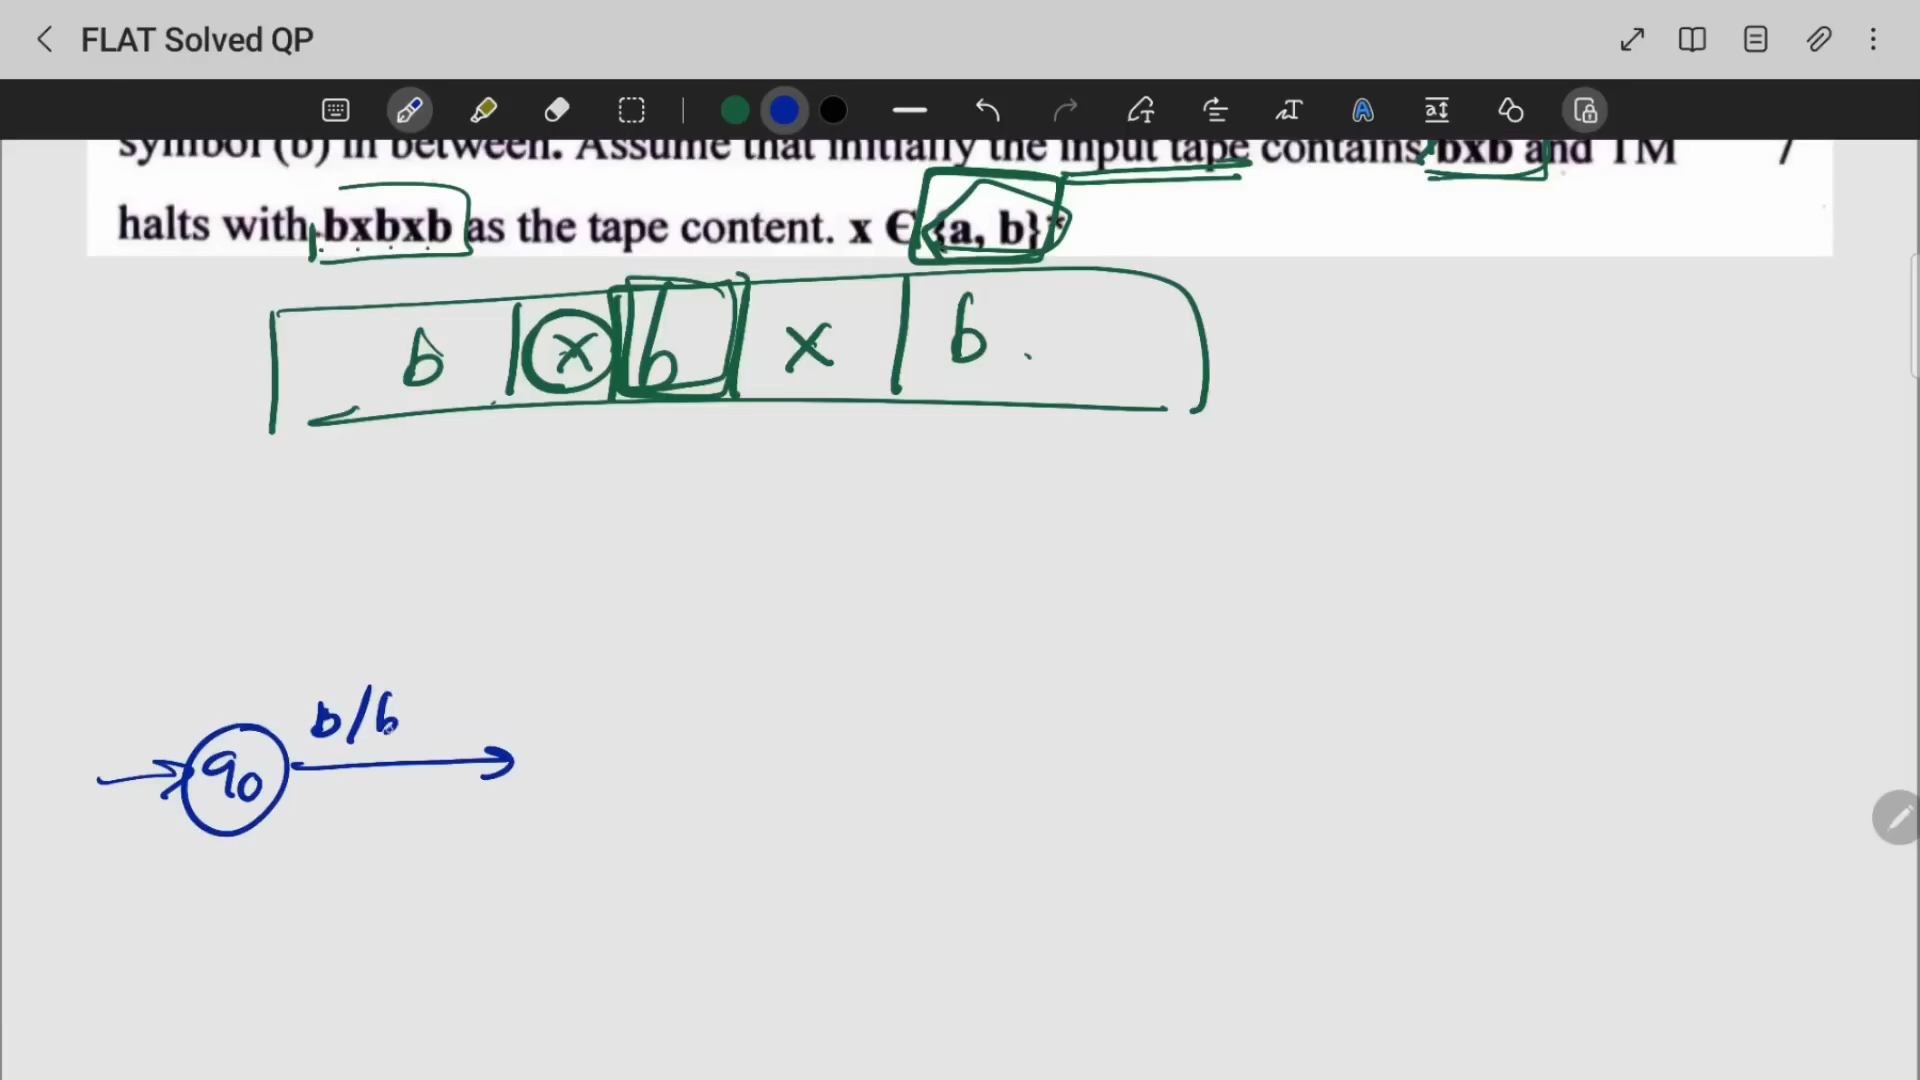 FLAT Solved QP
symbol (b) in between. Assume that initially the input tape contains bxb and TM 7
halts with bxbxb as the tape content. x Є {a, b}*
b x b x b
b/b
q0